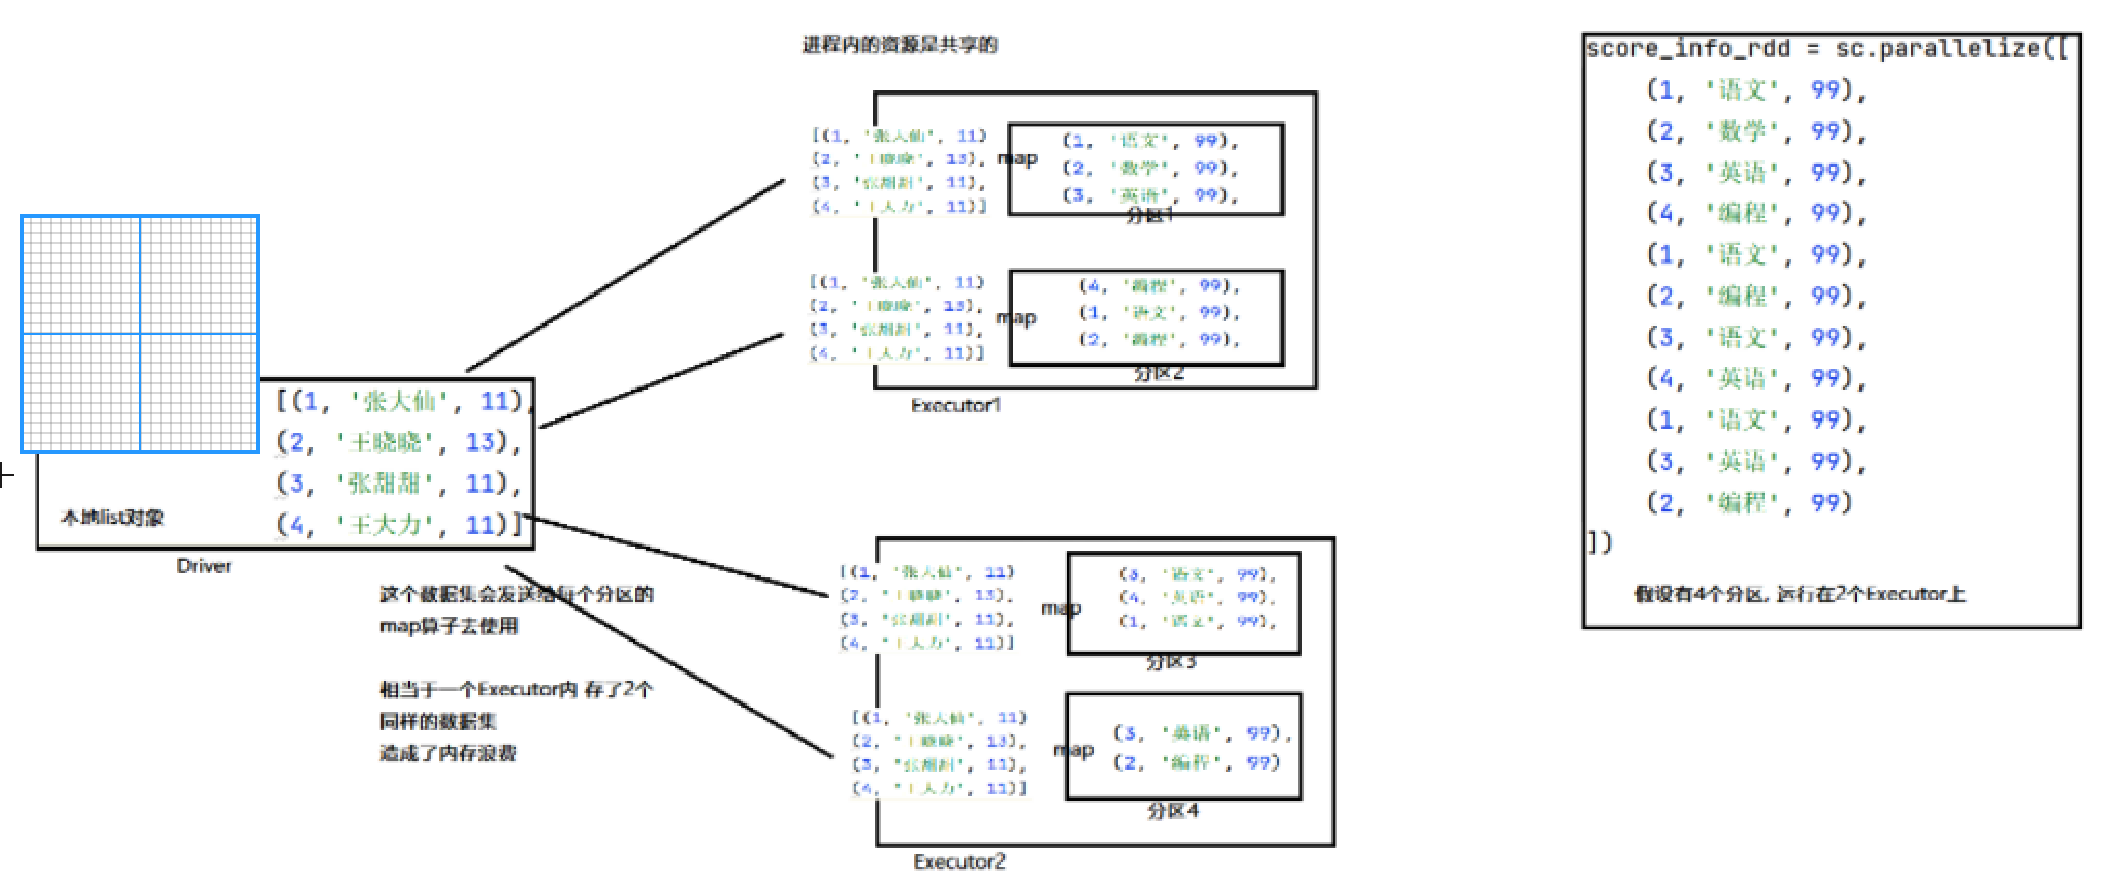 进程内的资源是共享的
[(1, '张大仙', 11)
(2, '王晓晓', 13),
(3, '张甜甜', 11),
(4, '王大力', 11)]
map
(1, '语文', 99),
(2, '数学', 99),
(3, '英语', 99),
分区1
[(1, '张大仙', 11)
(2, '王晓晓', 13),
(3, '张甜甜', 11),
(4, '王大力', 11)]
map
(4, '编程', 99),
(1, '语文', 99),
(2, '编程', 99),
分区2
Executor1
[(1, '张大仙', 11),
(2, '王晓晓', 13),
(3, '张甜甜', 11),
(4, '王大力', 11)]
本地list对象
Driver
这个数据集会发送给每个分区的
map算子去使用
相当于一个Executor内 存了2个
同样的数据集
造成了内存浪费
[(1, '张大仙', 11)
(2, '王晓晓', 13),
(3, '张甜甜', 11),
(4, '王大力', 11)]
map
(3, '语文', 99),
(4, '英语', 99),
(1, '语文', 99),
分区3
[(1, '张大仙', 11)
(2, '王晓晓', 13),
(3, '张甜甜', 11),
(4, '王大力', 11)]
map
(3, '英语', 99),
(2, '编程', 99)
分区4
Executor2
score_info_rdd = sc.parallelize([
(1, '语文', 99),
(2, '数学', 99),
(3, '英语', 99),
(4, '编程', 99),
(1, '语文', 99),
(2, '编程', 99),
(3, '语文', 99),
(4, '英语', 99),
(1, '语文', 99),
(3, '英语', 99),
(2, '编程', 99)
])
假设有4个分区, 运行在2个Executor上